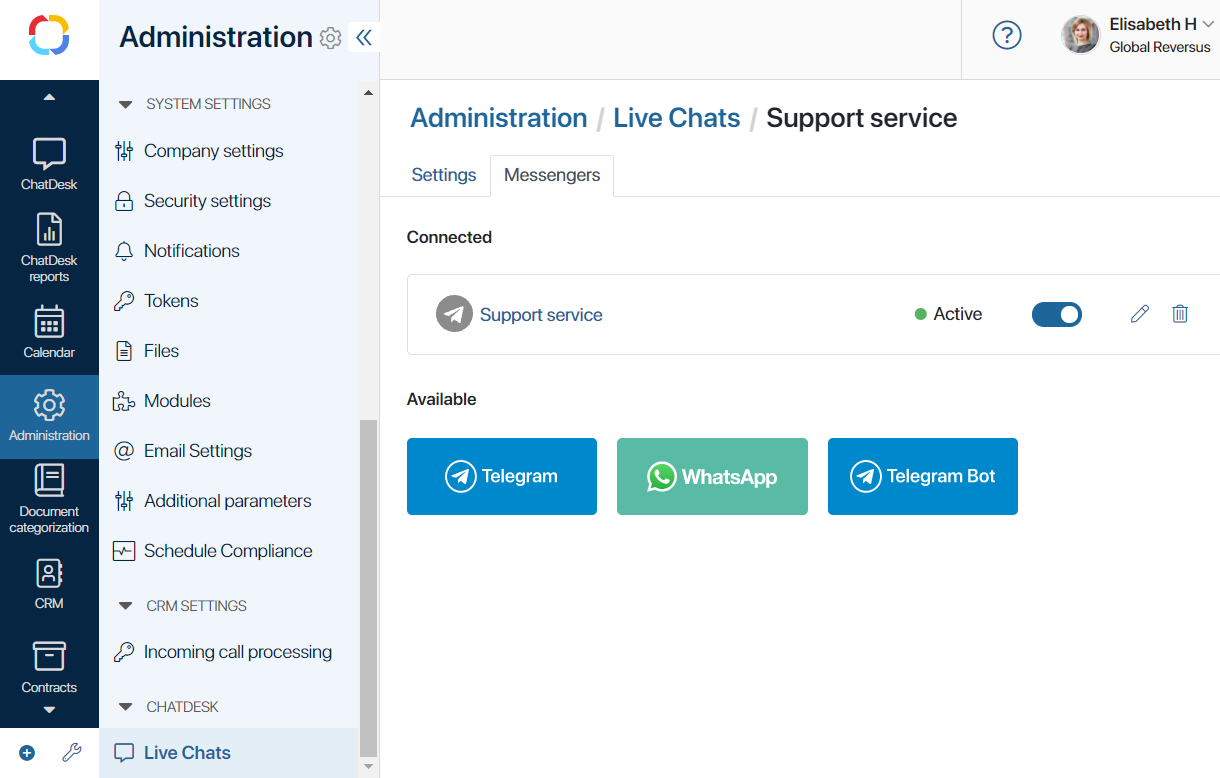 ChatDesk
ChatDesk
reports
Calendar
Administration
Document
categorization
CRM
Contracts
Administration
SYSTEM SETTINGS
Company settings
Security settings
Notifications
Tokens
Files
Modules
Email Settings
Additional parameters
Schedule Compliance
CRM SETTINGS
Incoming call processing
CHATDESK
Live Chats
Elisabeth H
Global Reversus
Administration / Live Chats / Support service
Settings Messengers
Connected
Support service Active
Available
Telegram WhatsApp Telegram Bot